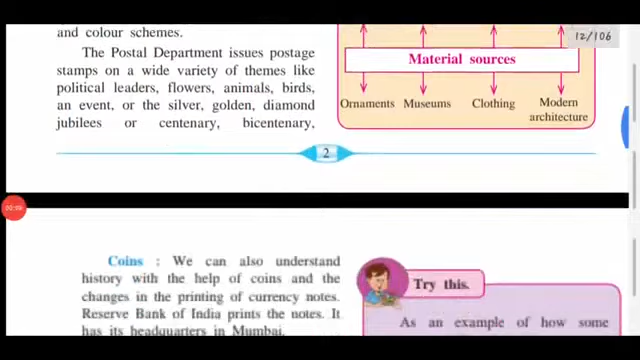 and colour schemes.
The Postal Department issues postage
stamps on a wide variety of themes like
political leaders, flowers, animals, birds,
an event, or the silver, golden, diamond
jubilees or centenary, bicentenary,
12/106
Material sources
Ornaments Museums Clothing Modern
architecture
2
00:06
Coins : We can also understand
history with the help of coins and the
changes in the printing of currency notes.
Reserve Bank of India prints the notes. It
has its headquarters in Mumbai.
Try this.
As an example of how some